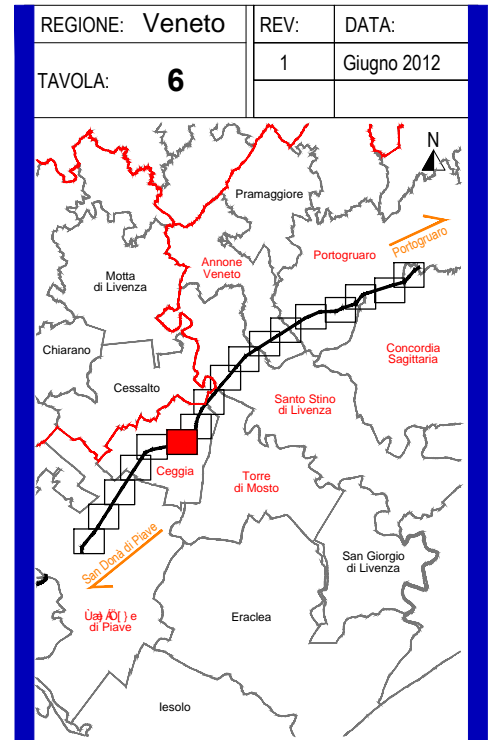 REGIONE: Veneto
REV:
DATA:
TAVOLA: 6
1
Giugno 2012
N
Pramaggiore
Portogruaro
Annone
Veneto
Portogruaro
Motta
di Livenza
Chiarano
Concordia
Sagittaria
Cessalto
Santo Stino
di Livenza
Ceggia
Torre
di Mosto
San Donà di Piave
San Giorgio
di Livenza
di Piave
Eraclea
Iesolo